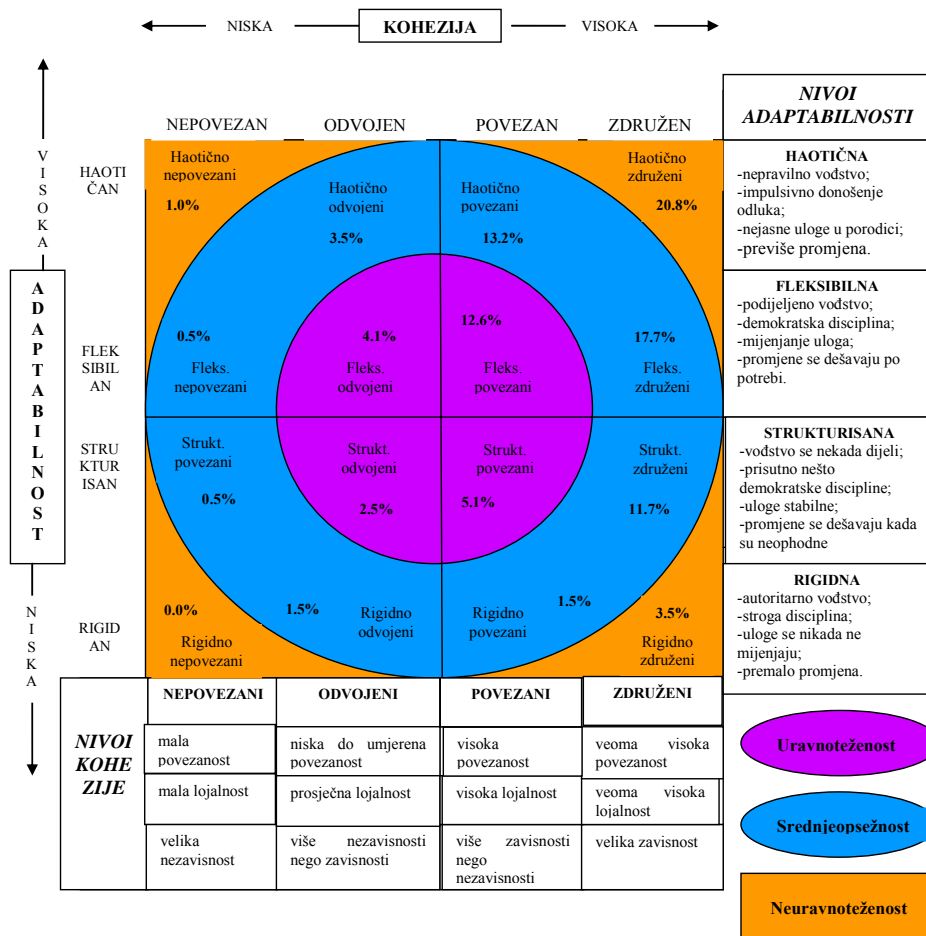 NISKA KOHEZIJA VISOKA
NEPOVEZAN ODVOJEN POVEZAN ZDRUŽEN
NIVOI
ADAPTABILNOSTI
VISOKA
ADAPTABILNOST
NISKA
HAOTI
ČAN
Haotično
nepovezani
1.0%
Haotično
odvojeni
3.5%
Haotično
povezani
13.2%
Haotično
združeni
20.8%
HAOTIČNA
-nepravilno vođstvo;
-impulsivno donošenje
odluka;
-nejasne uloge u porodici;
-previše promjena.
FLEK
SIBIL
AN
0.5%
Fleks.
nepovezani
4.1%
Fleks.
odvojeni
12.6%
Fleks.
povezani
17.7%
Fleks.
združeni
FLEKSIBILNA
-podijeljeno vođstvo;
-demokratska disciplina;
-mijenjanje uloga;
-promjene se dešavaju po
potrebi.
STRU
KTUR
ISAN
Strukt.
povezani
0.5%
Strukt.
odvojeni
2.5%
Strukt.
povezani
5.1%
Strukt.
združeni
11.7%
STRUKTURISANA
-vođstvo se nekada dijeli;
-prisutno nešto
demokratske discipline;
-uloge stabilne;
-promjene se dešavaju kada
su neophodne
RIGID
AN
0.0%
Rigidno
nepovezani
1.5%
Rigidno
odvojeni
1.5%
Rigidno
povezani
3.5%
Rigidno
združeni
RIGIDNA
-autoritarno vođstvo;
-stroga disciplina;
-uloge se nikada ne
mijenjaju;
-premalo promjena.
NIVOI
KOHE
ZIJE
NEPOVEZANI ODVOJENI POVEZANI ZDRUŽENI
mala
povezanost
niska do umjerena
povezanost
visoka
povezanost
veoma visoka
povezanost
mala lojalnost
prosječna lojalnost
visoka lojalnost
veoma visoka
lojalnost
velika
nezavisnost
više nezavisnosti
nego zavisnosti
više zavisnosti
nego
nezavisnosti
velika zavisnost
Uravnoteženost
Srednjeopsežnost
Neuravnoteženost